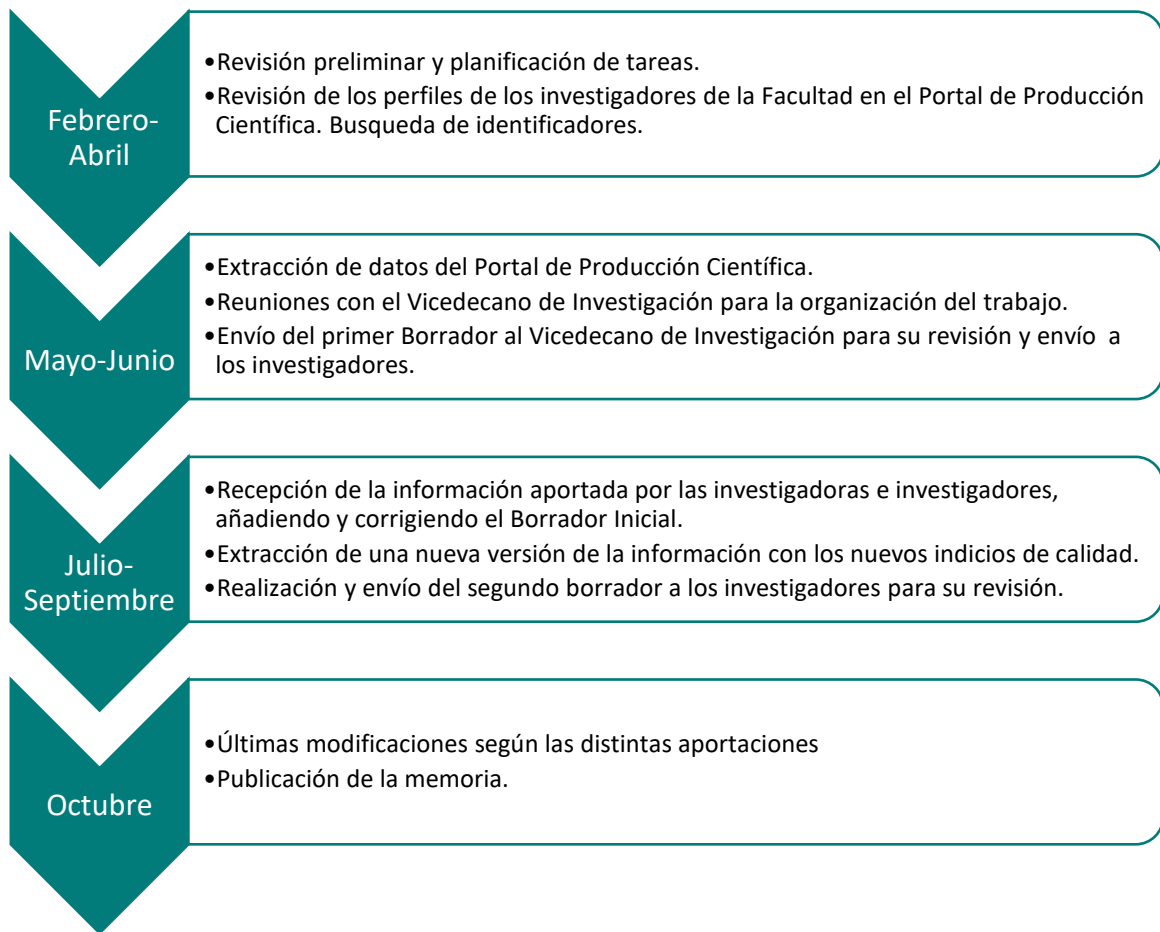 Febrero-
Abril
•Revisión preliminar y planificación de tareas.
•Revisión de los perfiles de los investigadores de la Facultad en el Portal de Producción
Científica. Busqueda de identificadores.
Mayo-Junio
•Extracción de datos del Portal de Producción Científica.
•Reuniones con el Vicedecano de Investigación para la organización del trabajo.
•Envío del primer Borrador al Vicedecano de Investigación para su revisión y envío a
los investigadores.
Julio-
Septiembre
•Recepción de la información aportada por las investigadoras e investigadores,
añadiendo y corrigiendo el Borrador Inicial.
•Extracción de una nueva versión de la información con los nuevos indicios de calidad.
•Realización y envío del segundo borrador a los investigadores para su revisión.
Octubre
•Últimas modificaciones según las distintas aportaciones
•Publicación de la memoria.